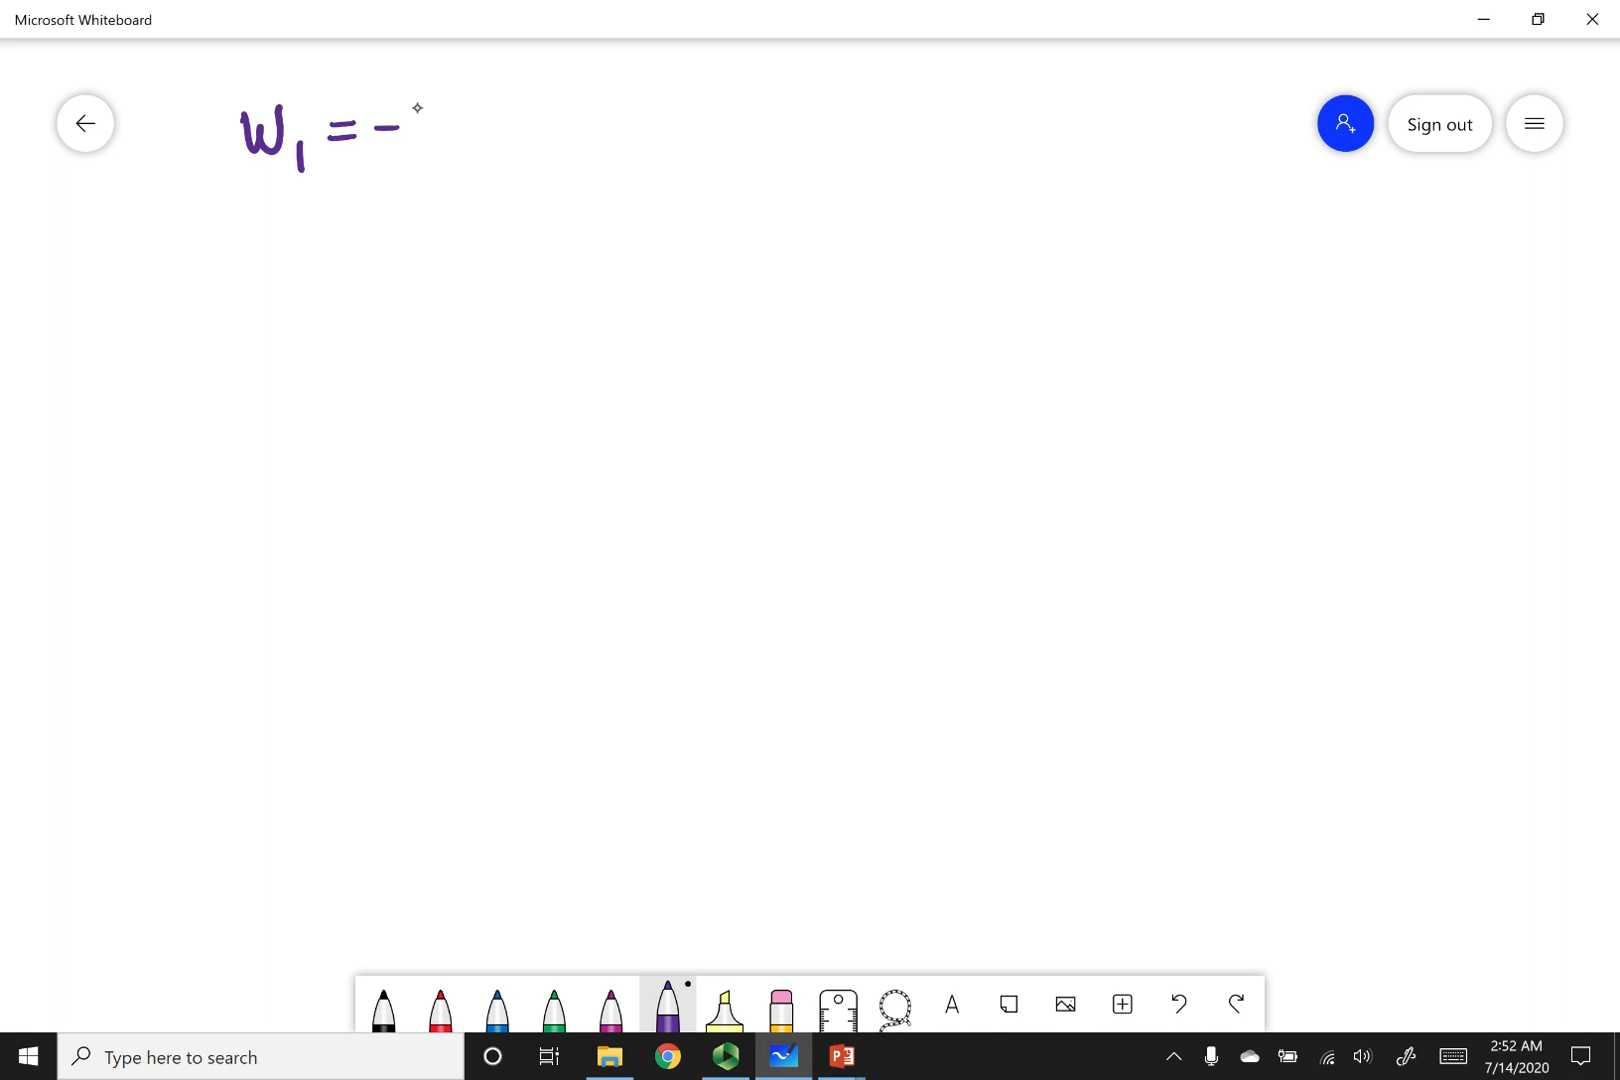 Microsoft Whiteboard
W₁ = -
Sign out
Type here to search
2:52 AM
7/14/2020